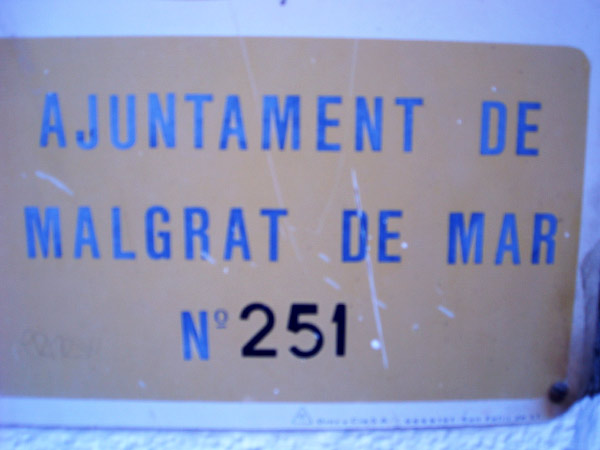 AJUNTAMENT DE
MALGRAT DE MAR
Nº 251